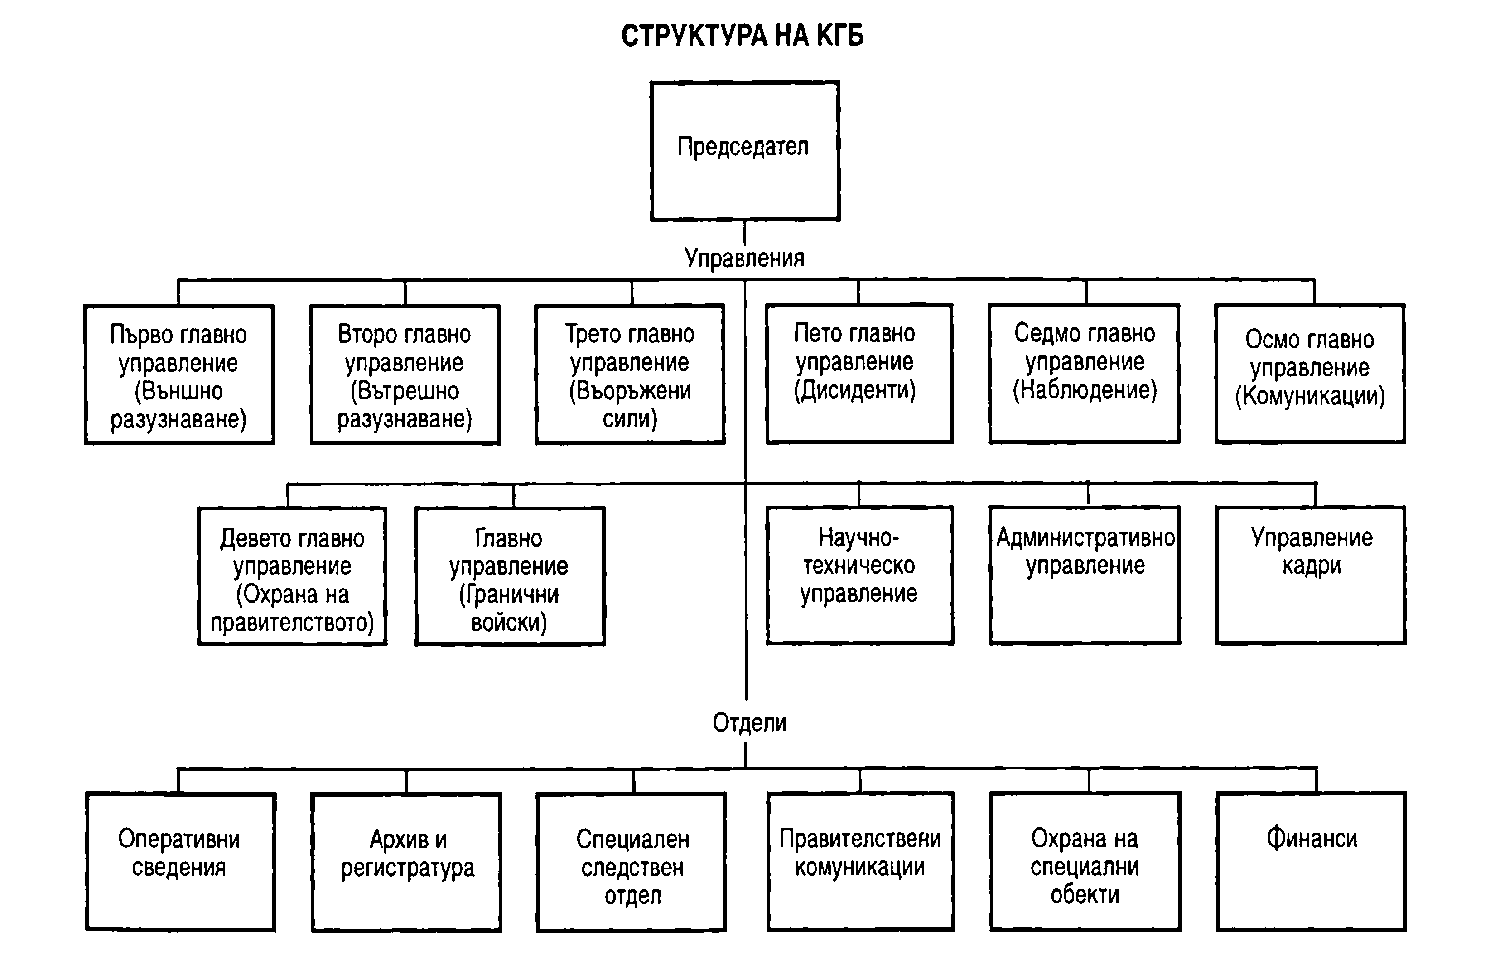 СТРУКТУРА НА КГБ
Председател
Управления
Първо главно
управление
(Външно
разузнаване)
Второ главно
управление
(Вътрешно
разузнаване)
Трето главно
управление
(Въоръжени
сили)
Пето главно
управление
(Дисиденти)
Седмо главно
управление
(Наблюдение)
Осмо главно
управление
(Комуникации)
Девето главно
управление
(Охрана на
правителството)
Главно
управление
(Гранични
войски)
Научно-
техническо
управление
Административно
управление
Управление
кадри
Отдели
Оперативни
сведения
Архив и
регистратура
Специален
следствен
отдел
Правителствени
комуникации
Охрана на
специални
обекти
Финанси